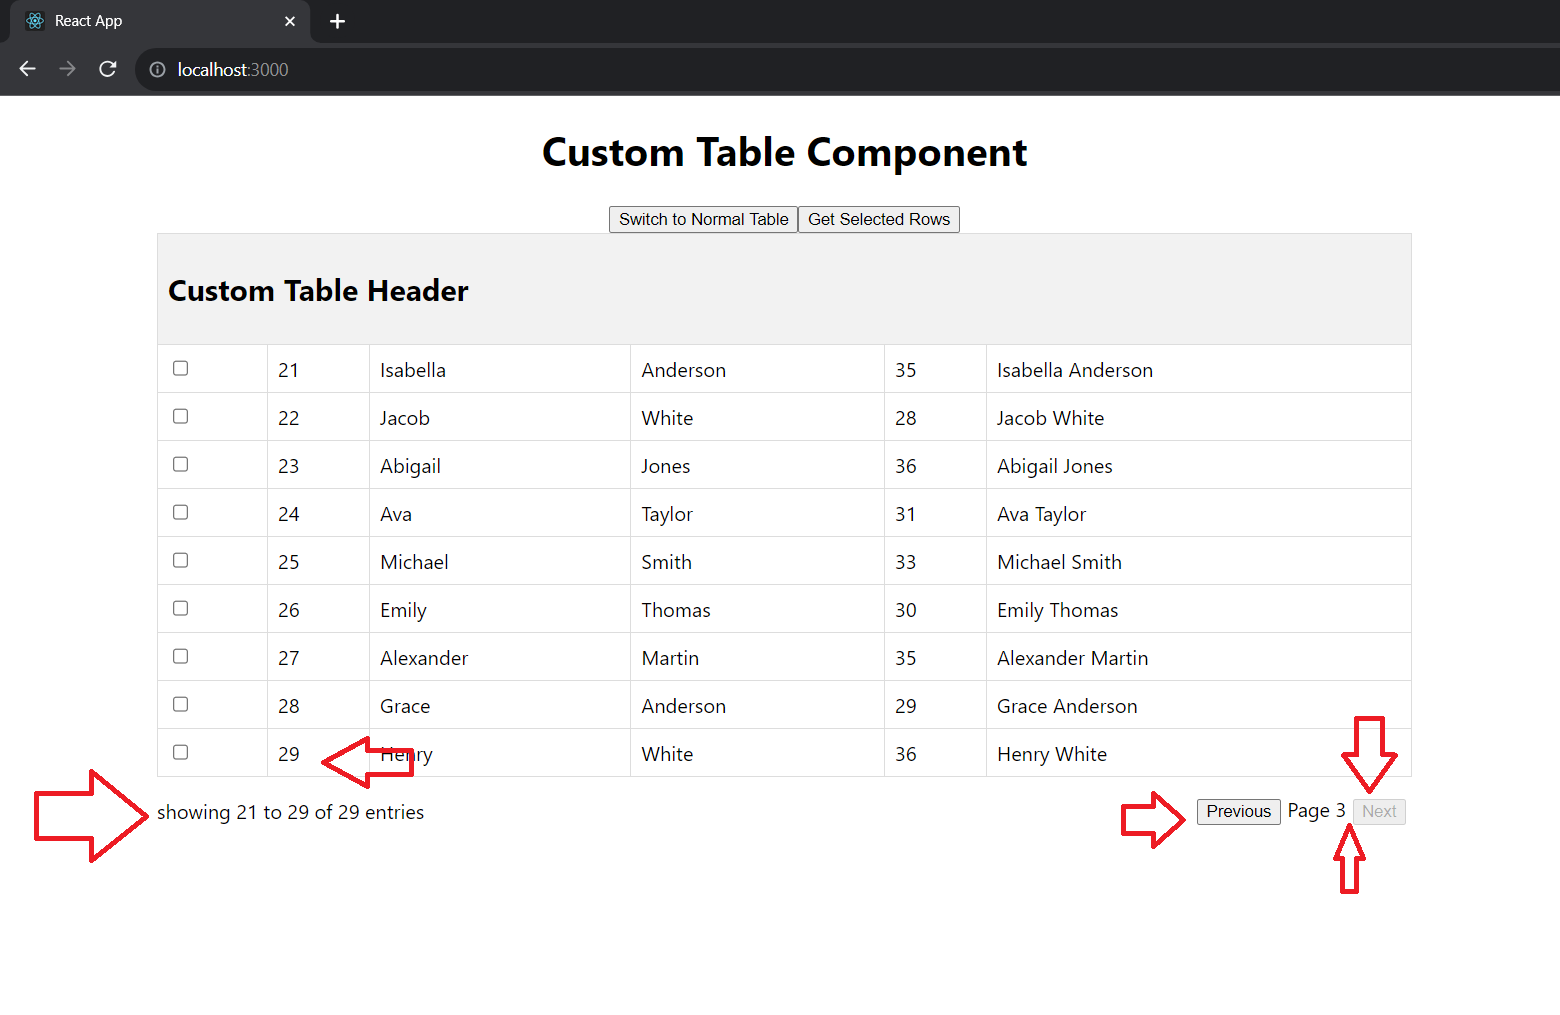 React App
localhost:3000
Custom Table Component
Switch to Normal Table Get Selected Rows
Custom Table Header
21 Isabella Anderson 35 Isabella Anderson
22 Jacob White 28 Jacob White
23 Abigail Jones 36 Abigail Jones
24 Ava Taylor 31 Ava Taylor
25 Michael Smith 33 Michael Smith
26 Emily Thomas 30 Emily Thomas
27 Alexander Martin 35 Alexander Martin
28 Grace Anderson 29 Grace Anderson
29 Henry White 36 Henry White
showing 21 to 29 of 29 entries Previous Page 3 Next